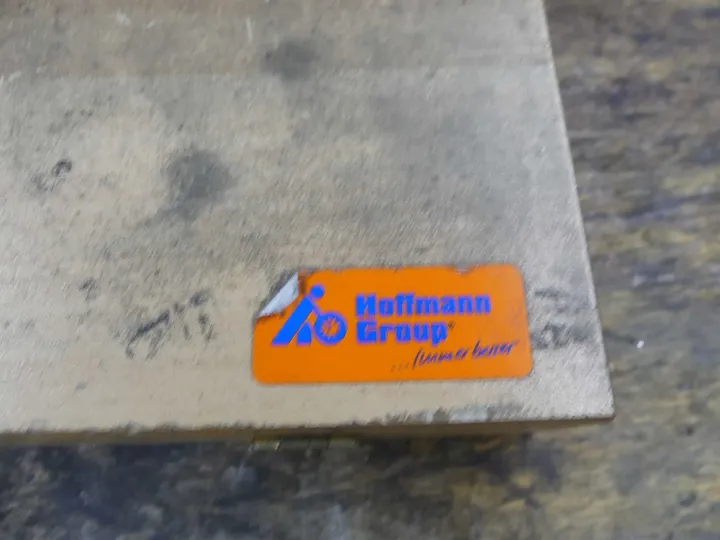 Hoffmann
Group®
...immer besser